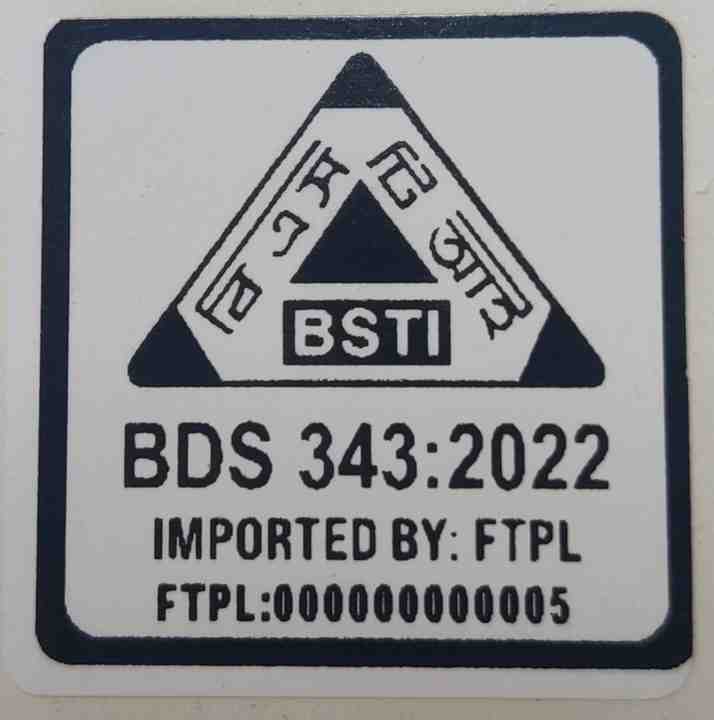 বি এস টি আই
BSTI
BDS 343:2022
IMPORTED BY: FTPL
FTPL:000000000005